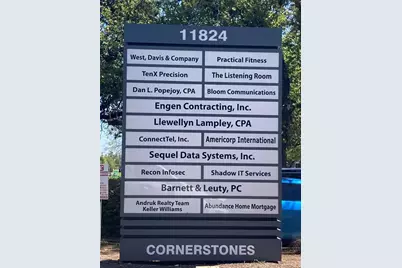 11824
West, Davis & Company
Practical Fitness
TenX Precision
The Listening Room
Dan L. Popejoy, CPA
Bloom Communications
Engen Contracting, Inc.
Llewellyn Lampley, CPA
ConnectTel, Inc.
Americorp International
Sequel Data Systems, Inc.
Recon Infosec
Shadow IT Services
Barnett & Leuty, PC
Andruk Realty Team
Keller Williams
Abundance Home Mortgage
CORNERSTONES